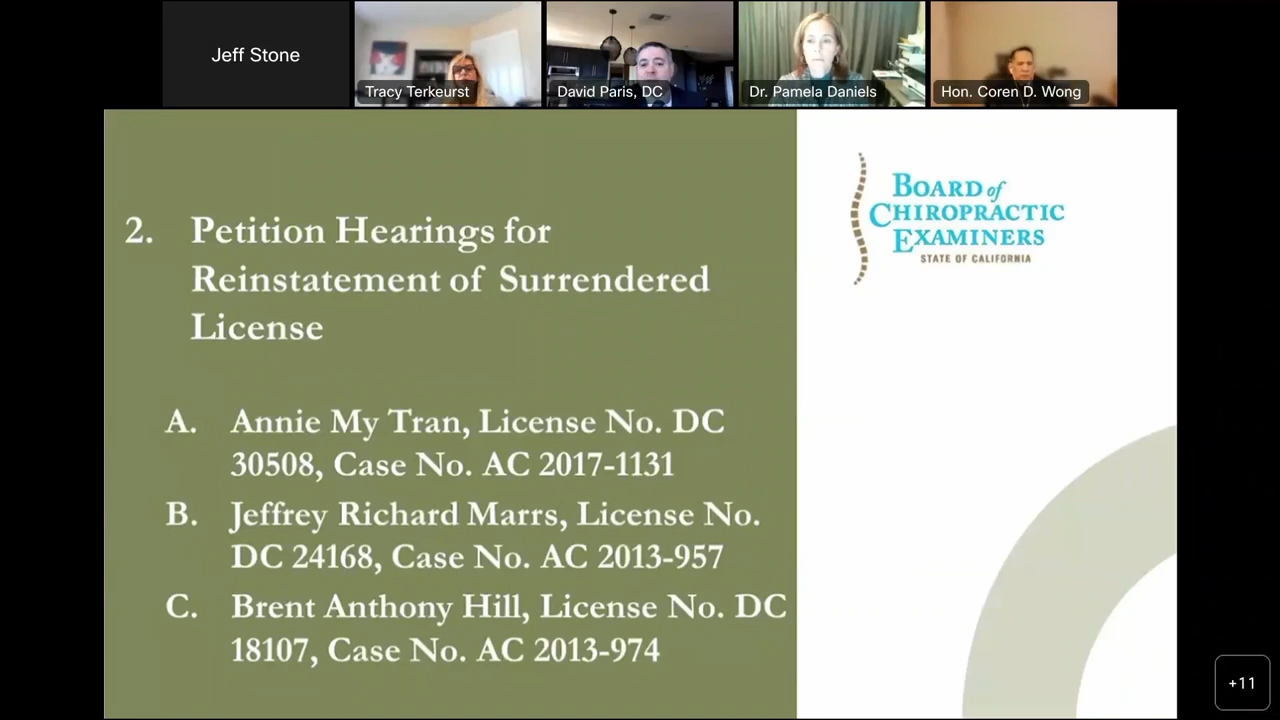 Jeff Stone
Tracy Terkeurst
David Paris, DC
Dr. Pamela Daniels
Hon. Coren D. Wong
2. Petition Hearings for
Reinstatement of Surrendered
License
A. Annie My Tran, License No. DC
30508, Case No. AC 2017-1131
B. Jeffrey Richard Marrs, License No.
DC 24168, Case No. AC 2013-957
C. Brent Anthony Hill, License No. DC
18107, Case No. AC 2013-974
BOARD of
CHIROPRACTIC
EXAMINERS
STATE OF CALIFORNIA
+11